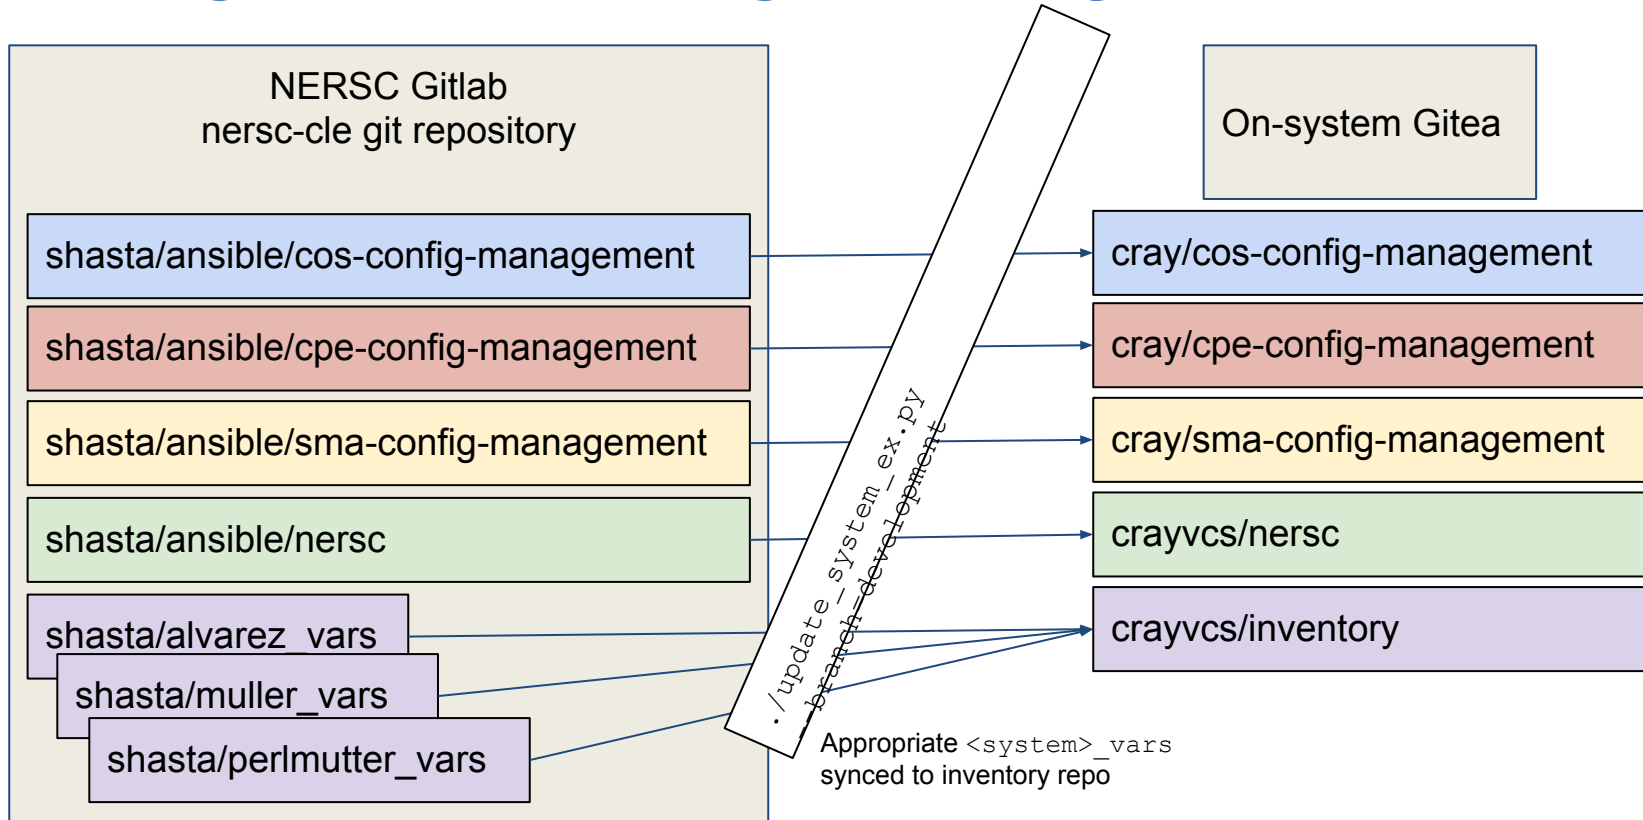 NERSC Gitlab
nersc-cle git repository
On-system Gitea
shasta/ansible/cos-config-management
cray/cos-config-management
shasta/ansible/cpe-config-management
cray/cpe-config-management
shasta/ansible/sma-config-management
cray/sma-config-management
shasta/ansible/nersc
crayvcs/nersc
shasta/alvarez_vars
crayvcs/inventory
shasta/muller_vars
shasta/perlmutter_vars
./update_system_ex.py
--branch=development
Appropriate <system>_vars
synced to inventory repo